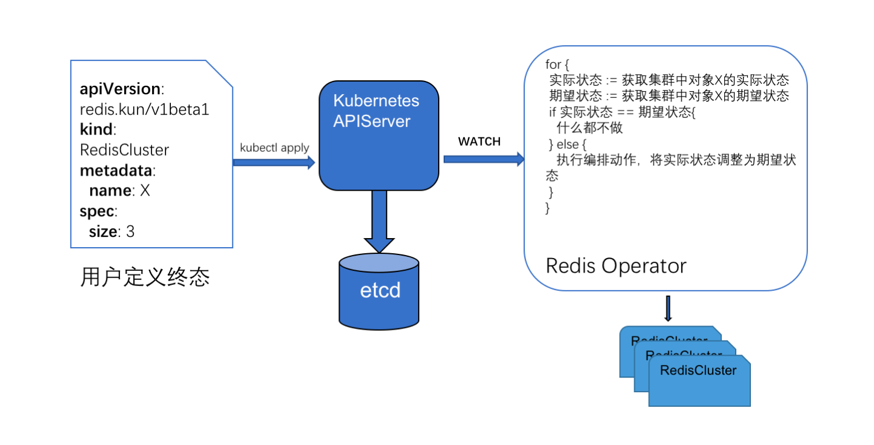 apiVersion:
redis.kun/v1beta1
kind:
RedisCluster
metadata:
name: X
spec:
size: 3
用户定义终态
kubectl apply
Kubernetes
APIServer
etcd
WATCH
for {
实际状态 := 获取集群中对象X的实际状态
期望状态 := 获取集群中对象X的期望状态
if 实际状态 == 期望状态{
什么都不做
} else {
执行编排动作，将实际状态调整为期望状
态
}
}
Redis Operator
RedisCluster
RedisCluster
RedisCluster